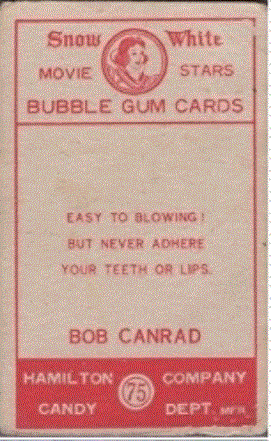 Snow White
MOVIE STARS
BUBBLE GUM CARDS
EASY TO BLOWING!
BUT NEVER ADHERE
YOUR TEETH OR LIPS.
BOB CANRAD
HAMILTON 75 COMPANY
CANDY DEPT. MFR.